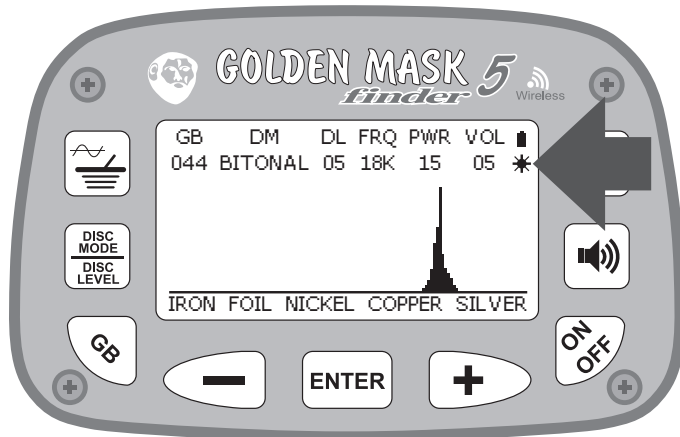 GOLDEN MASK 5
finder
Wireless
GB DM DL FRQ PWR VOL
044 BITONAL 05 18K 15 05
IRON FOIL NICKEL COPPER SILVER
DISC
MODE
DISC
LEVEL
GB
ENTER
ON
OFF